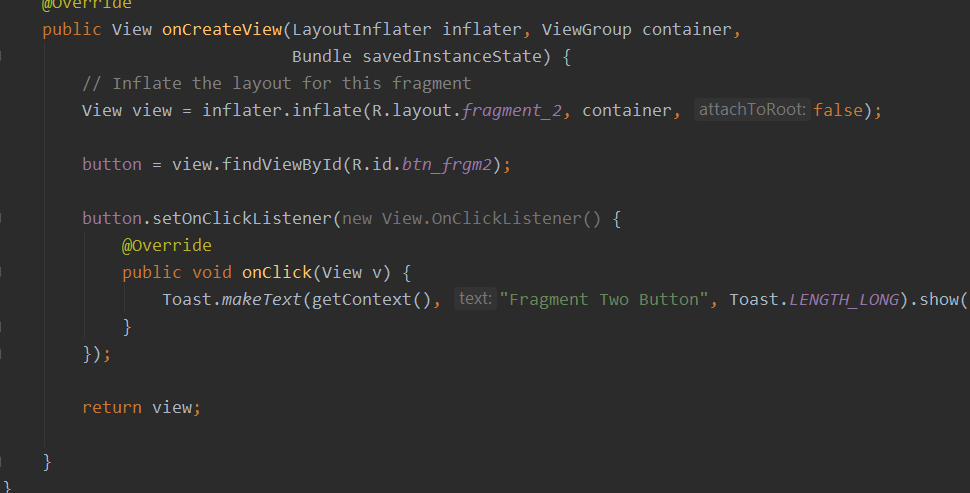 @Override
public View onCreateView(LayoutInflater inflater, ViewGroup container,
Bundle savedInstanceState) {
// Inflate the layout for this fragment
View view = inflater.inflate(R.layout.fragment_2, container, attachToRoot: false);
button = view.findViewById(R.id.btn_frgm2);
button.setOnClickListener(new View.OnClickListener() {
@Override
public void onClick(View v) {
Toast.makeText(getContext(), text: "Fragment Two Button", Toast.LENGTH_LONG).show(
}
});
return view;
}
}